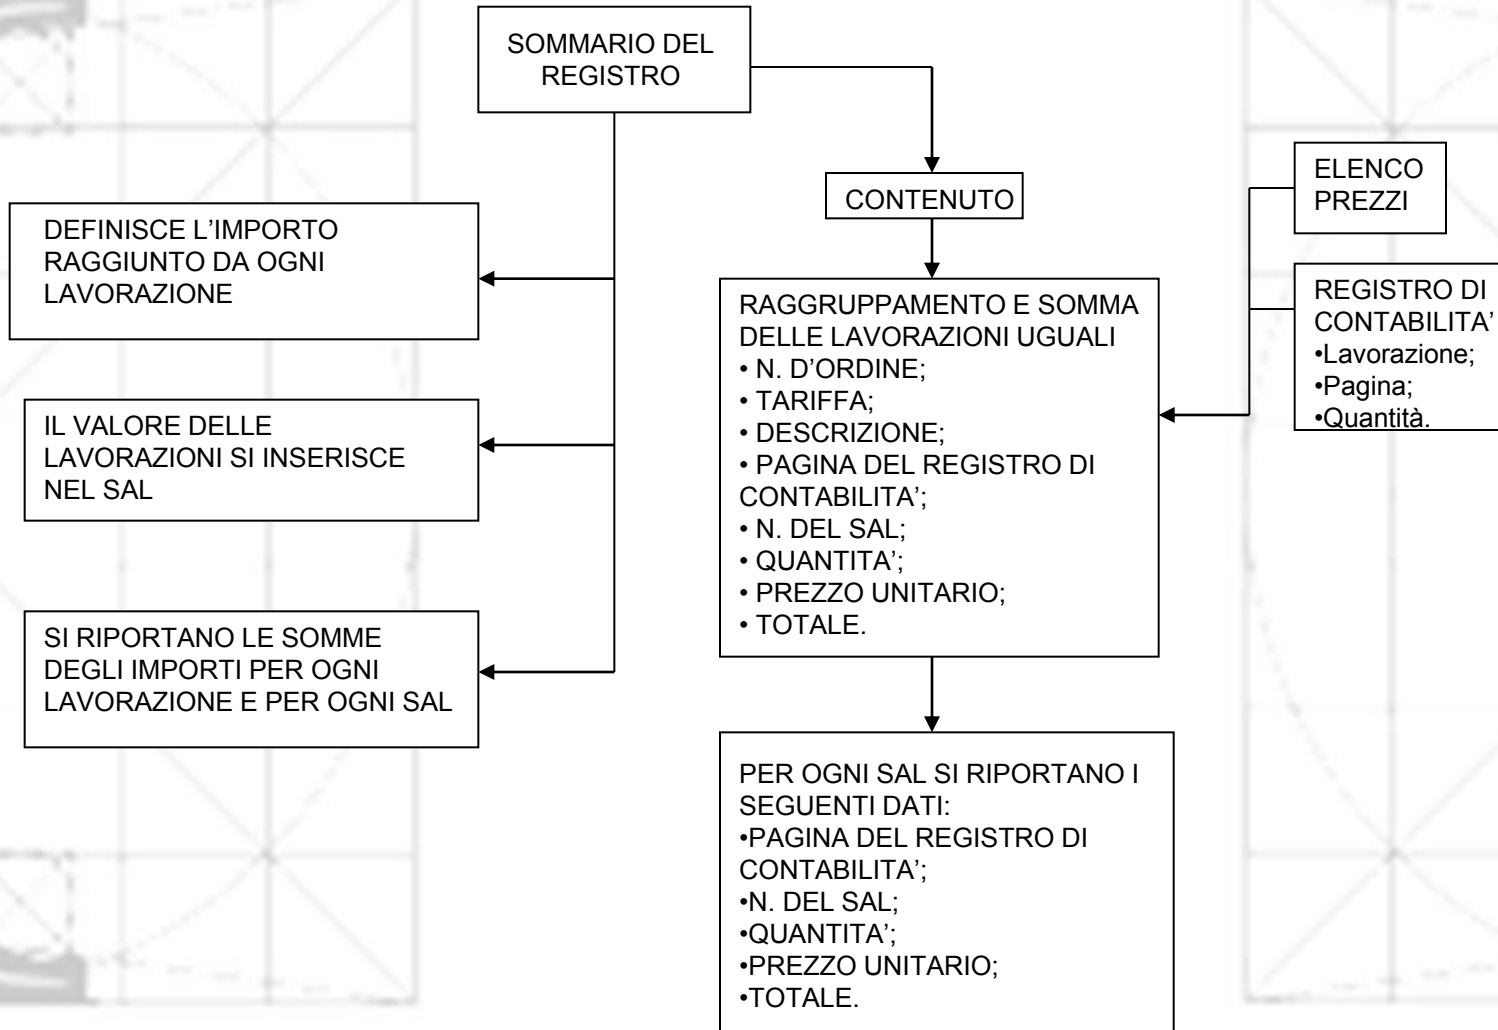 SOMMARIO DEL
REGISTRO
DEFINISCE L’IMPORTO
RAGGIUNTO DA OGNI
LAVORAZIONE
IL VALORE DELLE
LAVORAZIONI SI INSERISCE
NEL SAL
SI RIPORTANO LE SOMME
DEGLI IMPORTI PER OGNI
LAVORAZIONE E PER OGNI SAL
CONTENUTO
RAGGRUPPAMENTO E SOMMA
DELLE LAVORAZIONI UGUALI
• N. D’ORDINE;
• TARIFFA;
• DESCRIZIONE;
• PAGINA DEL REGISTRO DI
CONTABILITA’;
• N. DEL SAL;
• QUANTITA’;
• PREZZO UNITARIO;
• TOTALE.
PER OGNI SAL SI RIPORTANO I
SEGUENTI DATI:
•PAGINA DEL REGISTRO DI
CONTABILITA’;
•N. DEL SAL;
•QUANTITA’;
•PREZZO UNITARIO;
•TOTALE.
ELENCO
PREZZI
REGISTRO DI
CONTABILITA’
•Lavorazione;
•Pagina;
•Quantità.